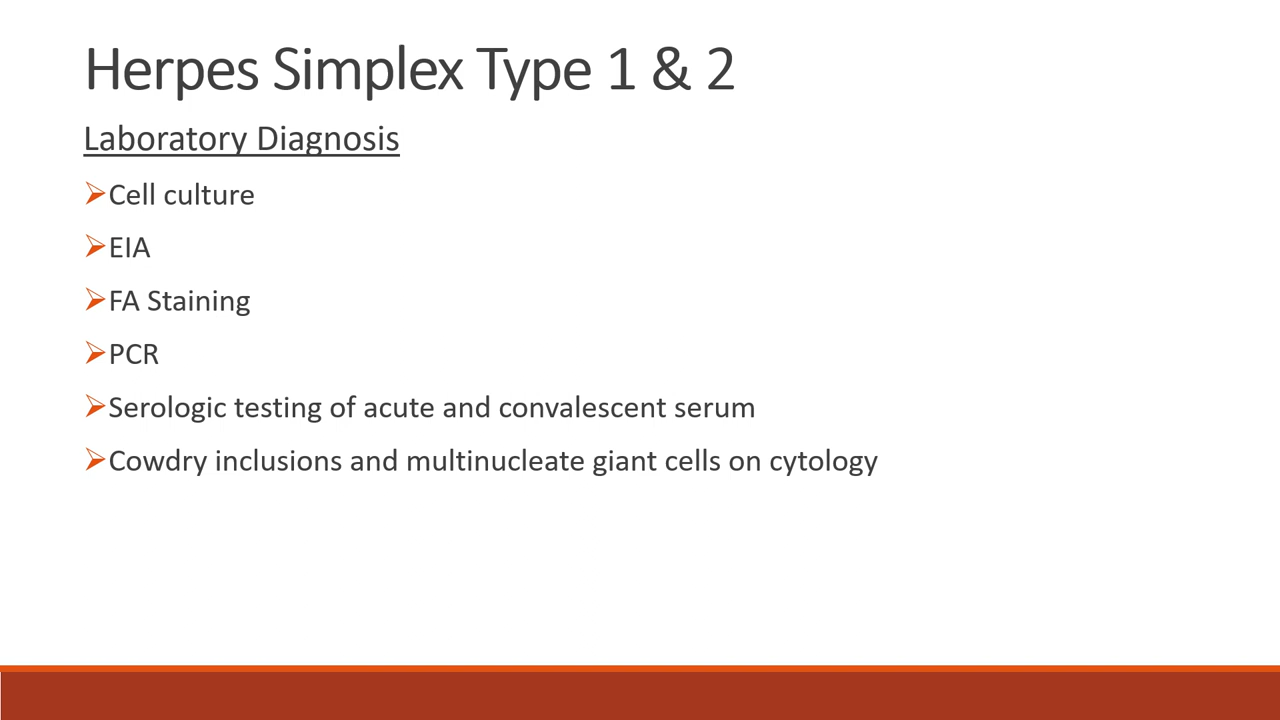 Herpes Simplex Type 1 & 2
Laboratory Diagnosis
Cell culture
EIA
FA Staining
PCR
Serologic testing of acute and convalescent serum
Cowdry inclusions and multinucleate giant cells on cytology